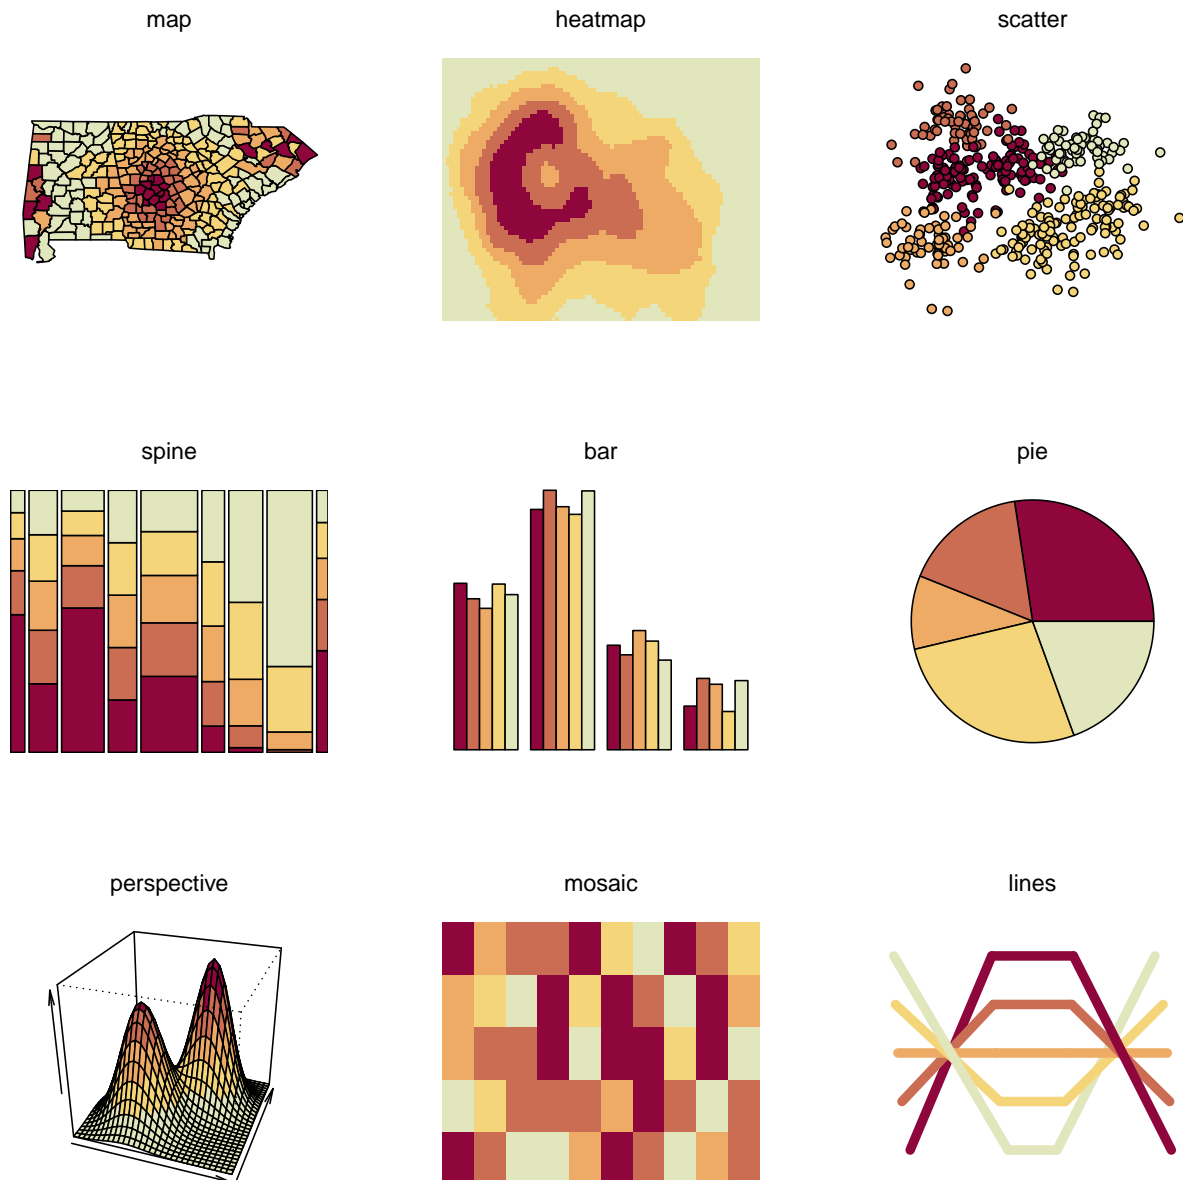 map
heatmap
scatter
spine
bar
pie
perspective
mosaic
lines